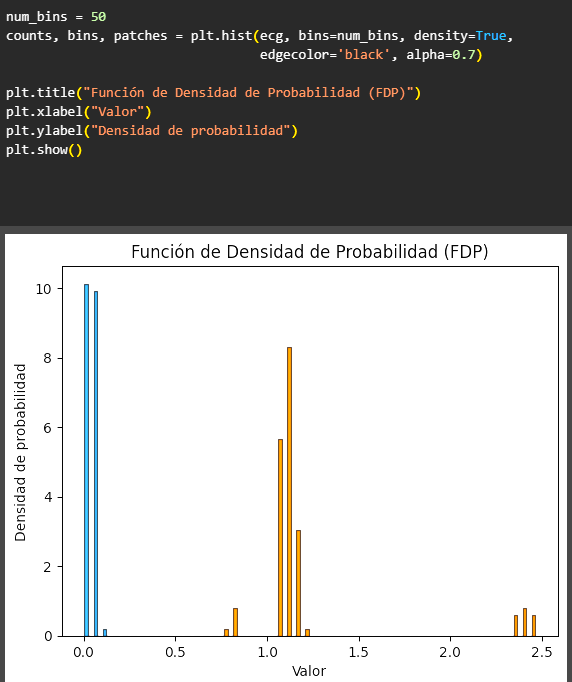 num_bins = 50
counts, bins, patches = plt.hist(ecg, bins=num_bins, density=True,
edgecolor='black', alpha=0.7)
plt.title("Función de Densidad de Probabilidad (FDP)")
plt.xlabel("Valor")
plt.ylabel("Densidad de probabilidad")
plt.show()
Función de Densidad de Probabilidad (FDP)
Densidad de probabilidad
10
8
6
4
2
0
0.0 0.5 1.0 1.5 2.0 2.5
Valor